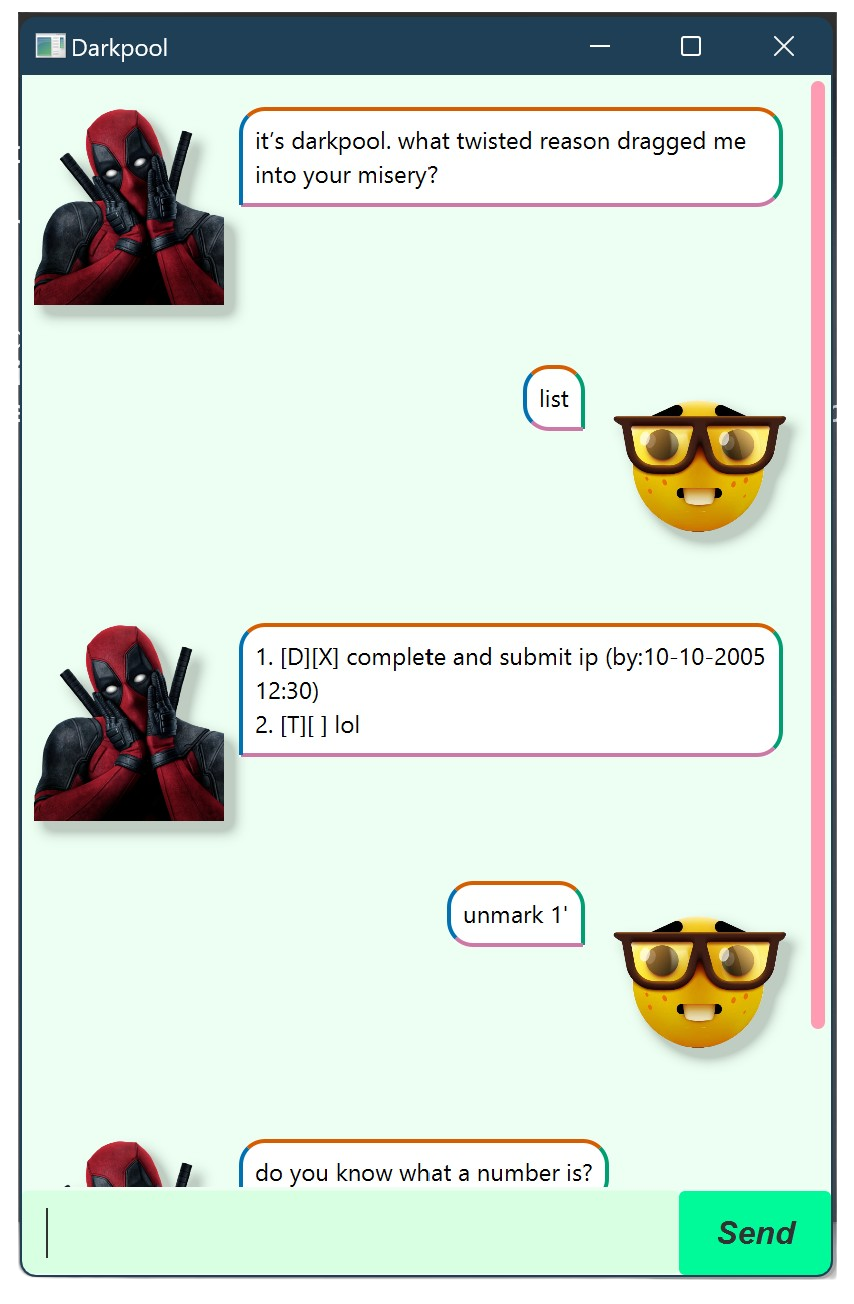 Darkpool
it’s darkpool. what twisted reason dragged me
into your misery?
list
1. [D][X] complete and submit ip (by:10-10-2005
12:30)
2. [T][ ] lol
unmark 1'
do you know what a number is?
Send